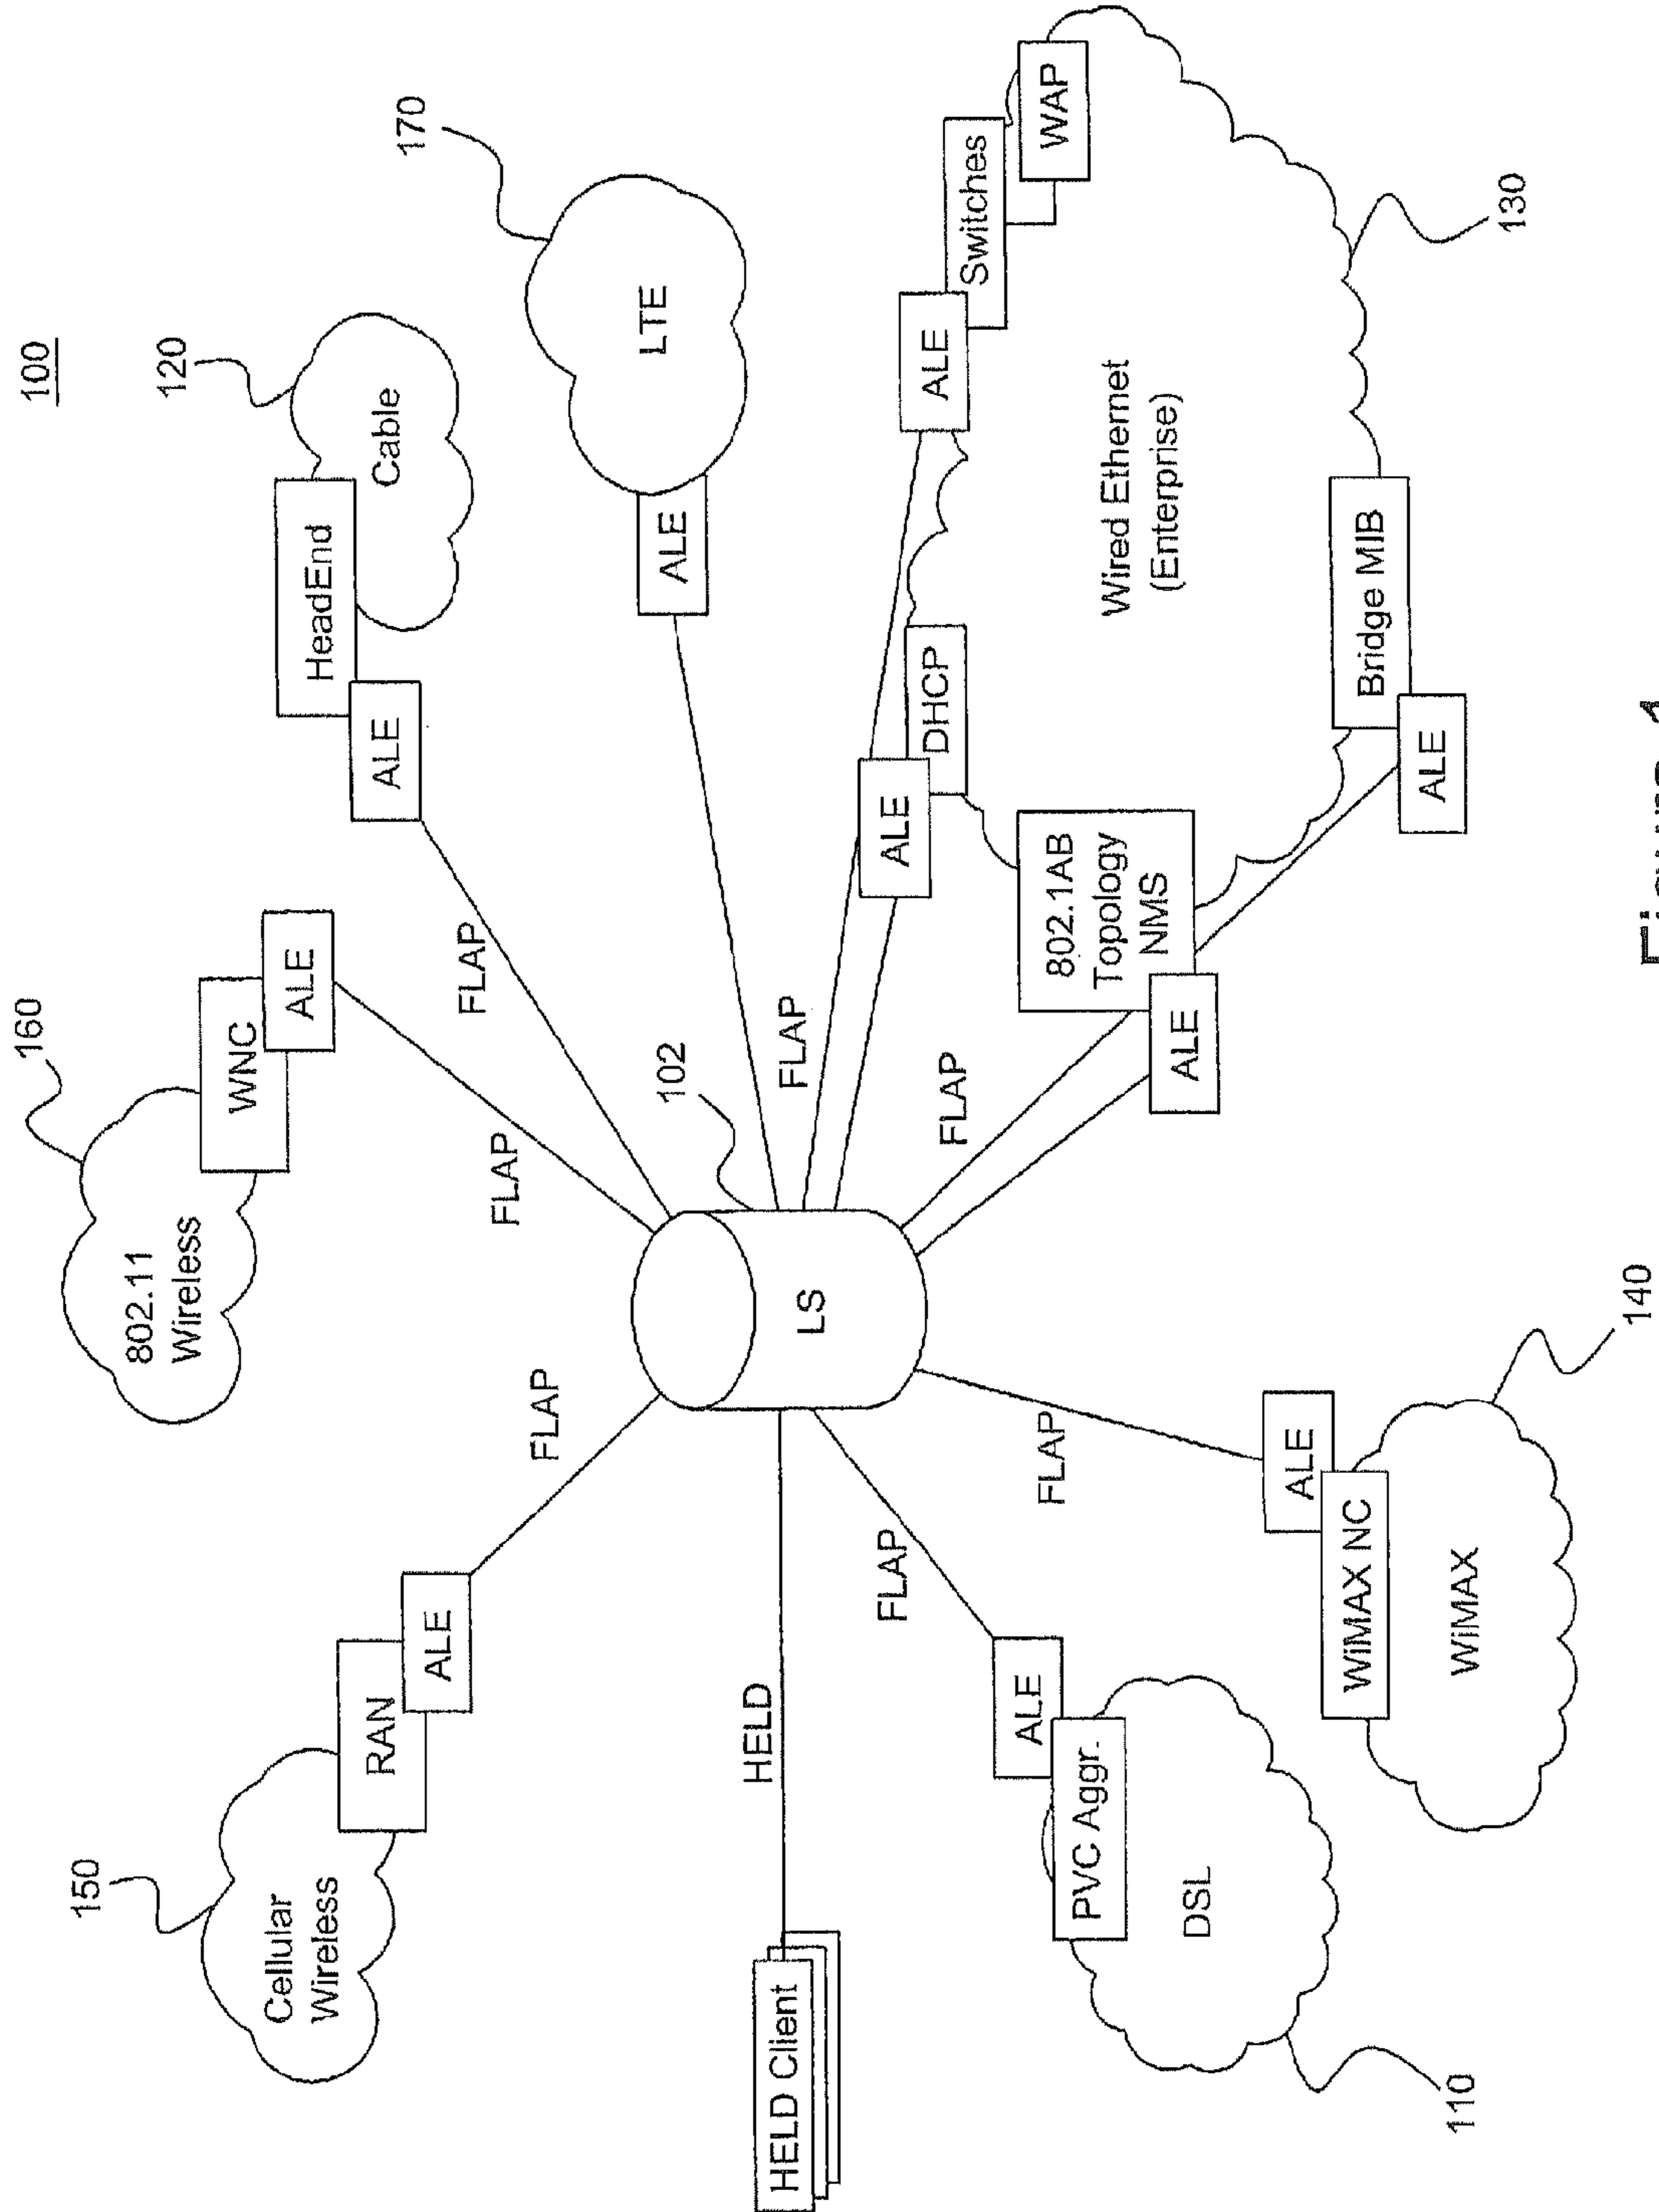 100
160
150
120
802.11
Wireless
WNC
ALE
Cellular
Wireless
RAN
ALE
HeadEnd
Cable
ALE
170
FLAP
FLAP
FLAP
102
LTE
ALE
HELD Client
HELD
LS
FLAP
FLAP
FLAP
ALE
Switches
WAP
ALE
DHCP
802.1AB
Topology
NMS
ALE
Wired Ethernet
(Enterprise)
ALE
PVC Aggr.
DSL
FLAP
ALE
WiMAX NC
WiMAX
Bridge MIB
ALE
110
140
130
Figure 1